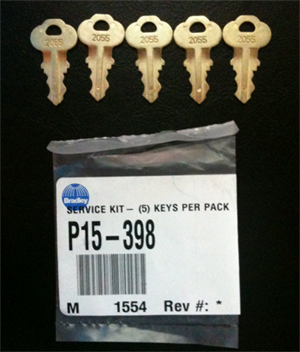 2055 2055 2055 2055 2055
Bradley
SERVICE KIT – (5) KEYS PER PACK
P15-398
M 1554 Rev #: *